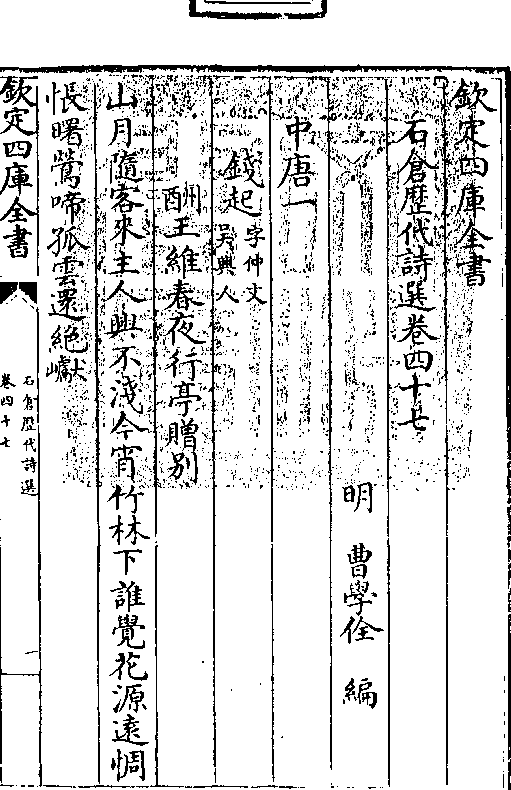 欽定四庫全書
石倉歷代詩選卷四十七
明 曹學佺 編
中唐一
錢起字仲文吳興人
酬王維春夜行亭贈别
山月隨客來主人興不淺今宵竹林下誰覺花源遠惆
悵曙鶯啼孤雲還絶巘
欽定四庫全書
石倉歷代詩選
卷四十七
一